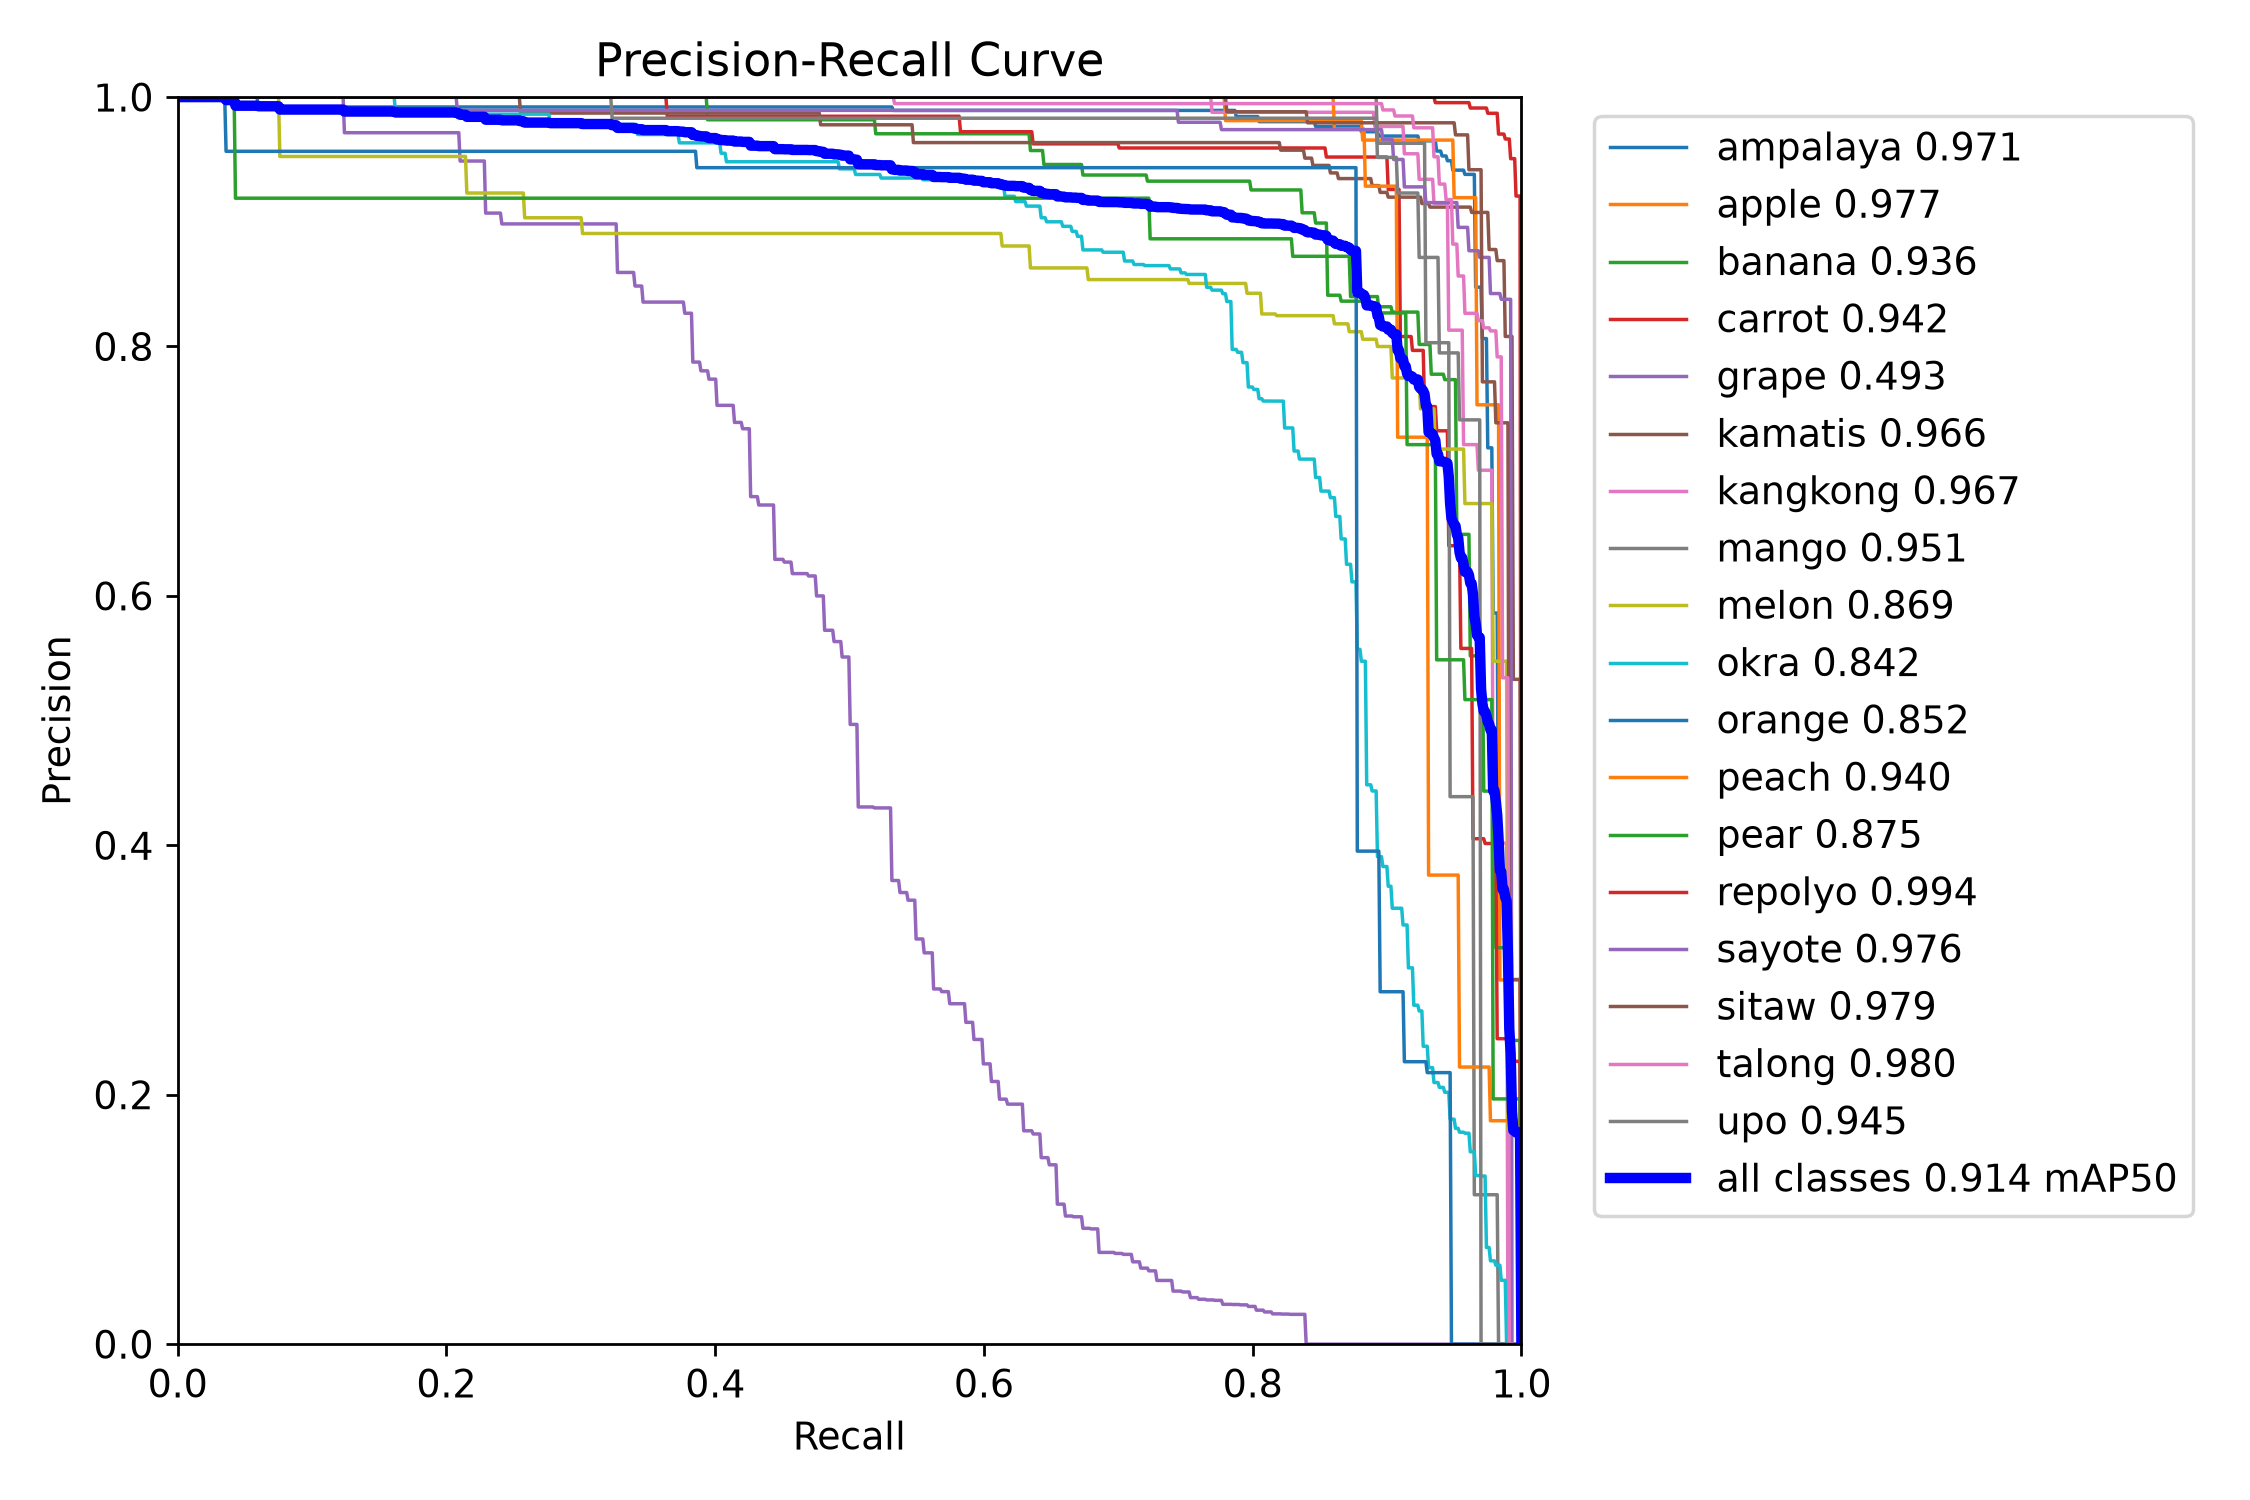 Precision-Recall Curve
1.0
0.8
0.6
0.4
0.2
0.0
Precision
0.0 0.2 0.4 0.6 0.8 1.0
Recall
ampalaya 0.971
apple 0.977
banana 0.936
carrot 0.942
grape 0.493
kamatis 0.966
kangkong 0.967
mango 0.951
melon 0.869
okra 0.842
orange 0.852
peach 0.940
pear 0.875
repolyo 0.994
sayote 0.976
sitaw 0.979
talong 0.980
upo 0.945
all classes 0.914 mAP50